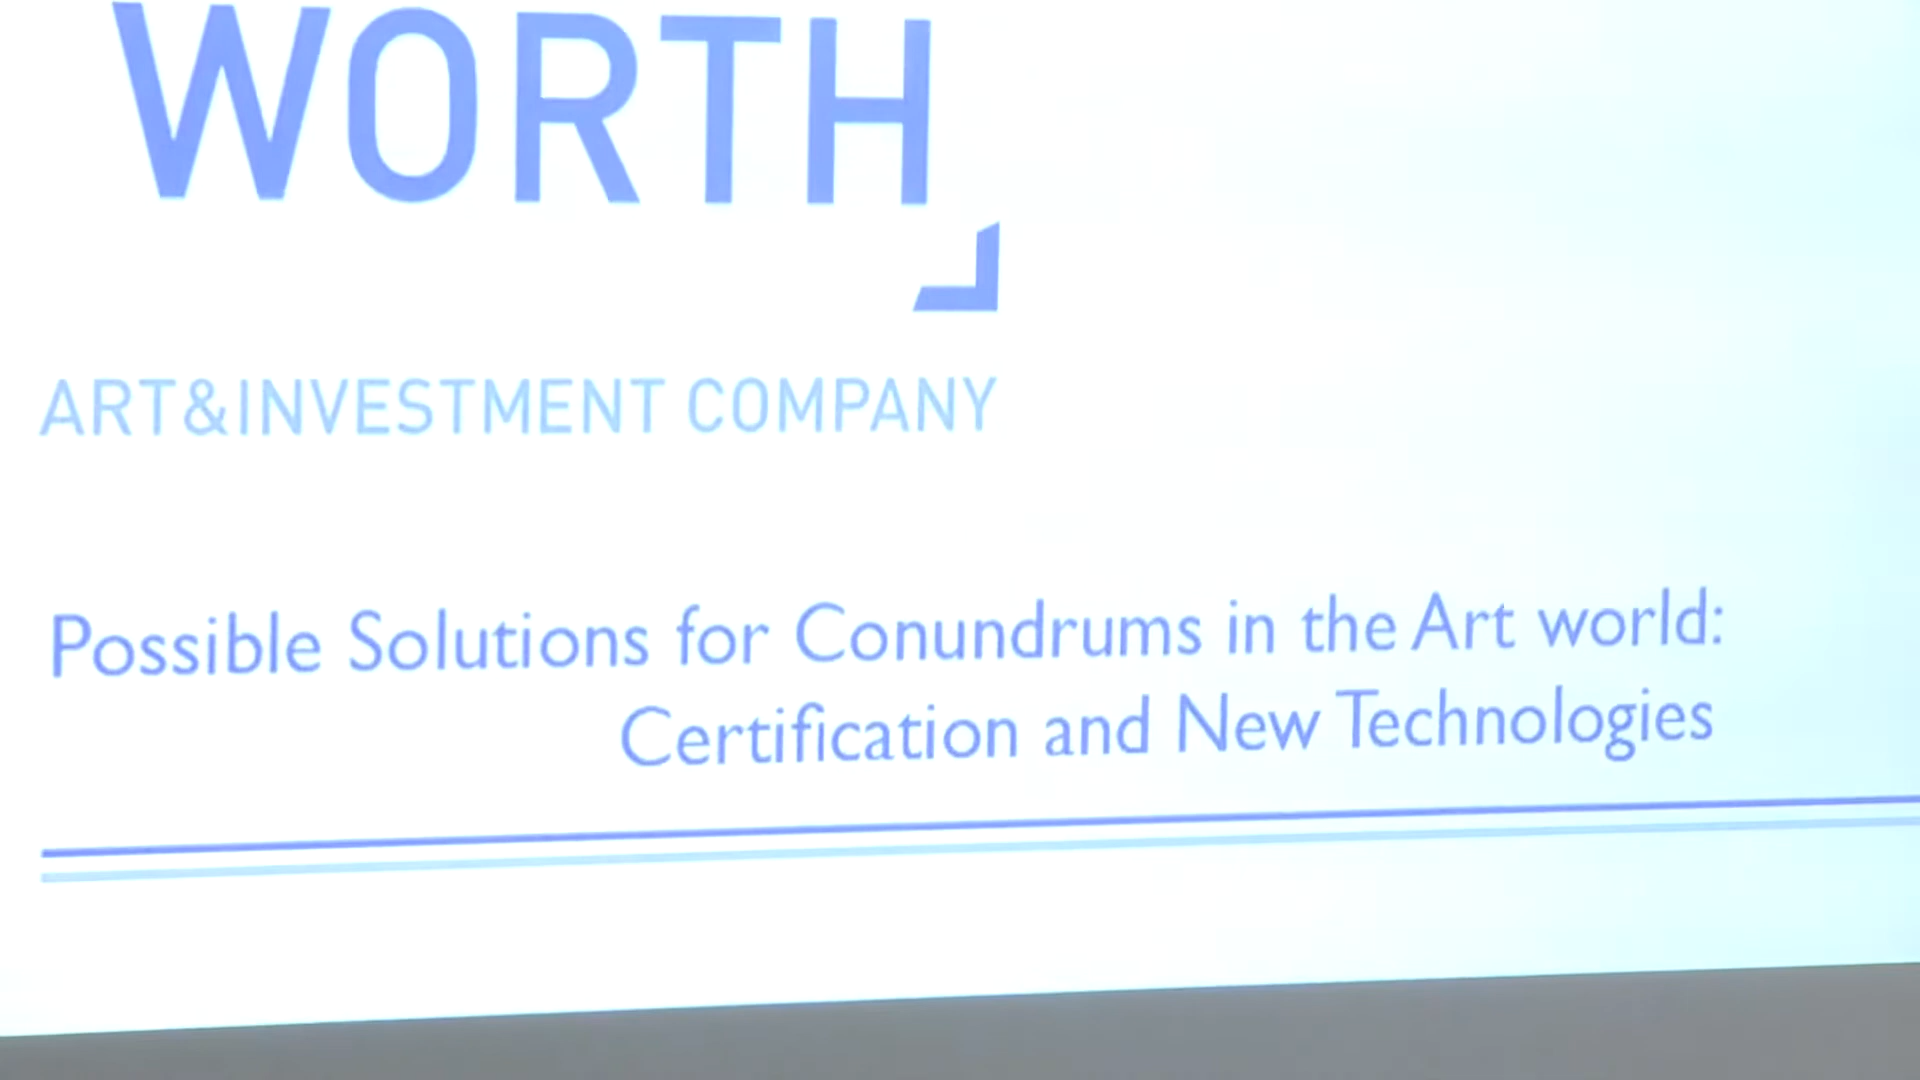 WORTH
ART&INVESTMENT COMPANY
Possible Solutions for Conundrums in the Art world:
Certification and New Technologies